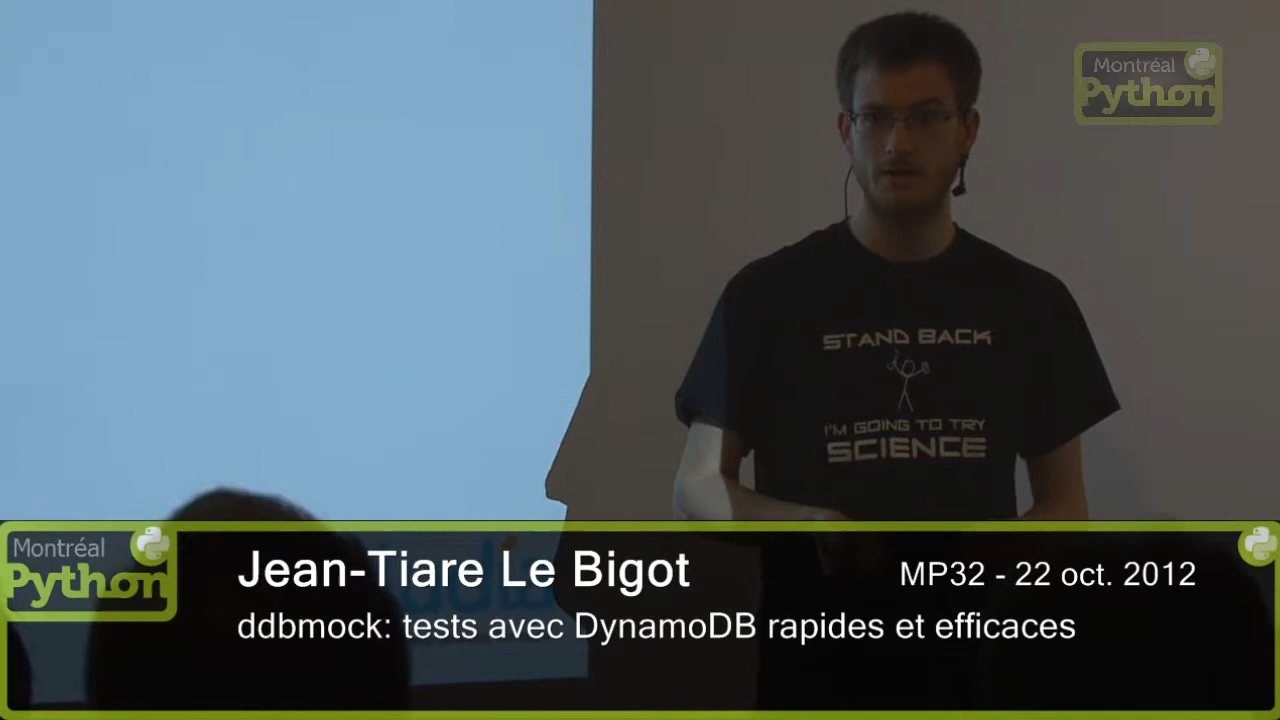 Montréal
Python
STAND BACK
I'M GOING TO TRY
SCIENCE
Montréal
Python
Jean-Tiare Le Bigot
MP32 - 22 oct. 2012
ddbmock: tests avec DynamoDB rapides et efficaces